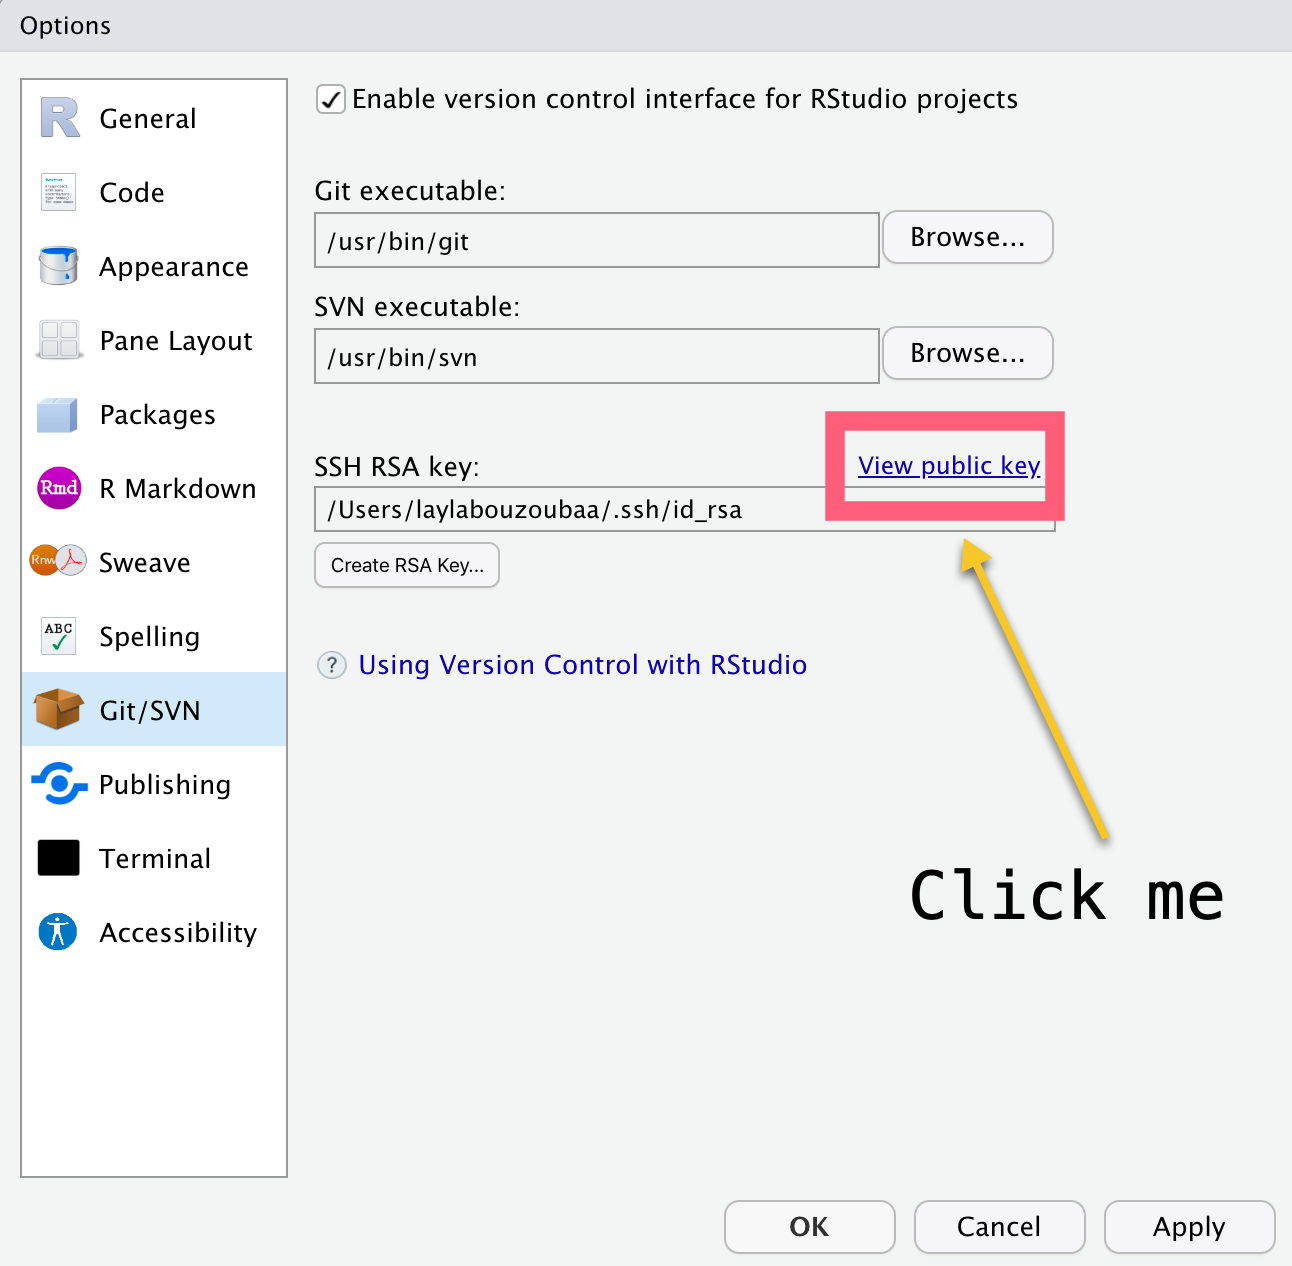 Options
General
Code
Appearance
Pane Layout
Packages
Rmd
R Markdown
Rnw
Sweave
ABC
Spelling
Git/SVN
Publishing
Terminal
Accessibility
Enable version control interface for RStudio projects
Git executable:
/usr/bin/git
Browse...
SVN executable:
/usr/bin/svn
Browse...
SSH RSA key:
View public key
/Users/laylabouzoubaa/.ssh/id_rsa
Create RSA Key...
? Using Version Control with RStudio
Click me
OK
Cancel
Apply